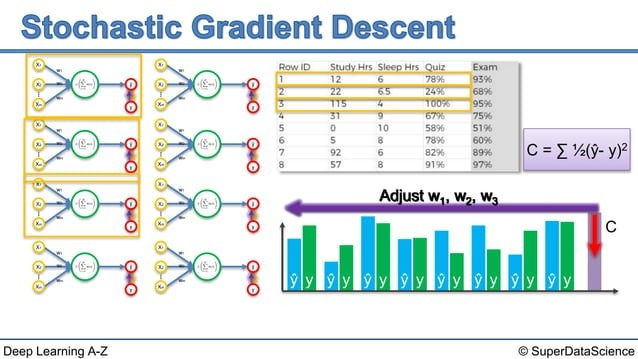 Stochastic Gradient Descent
Row ID Study Hrs Sleep Hrs Quiz Exam
1 12 6 78% 93%
2 22 6.5 24% 68%
3 115 4 100% 95%
4 31 9 67% 75%
5 0 10 58% 51%
6 5 8 78% 60%
7 92 6 82% 89%
8 57 8 91% 97%
C = ∑ ½(ŷ- y)²
Adjust w₁, w₂, w₃
C
ŷ y ŷ y ŷ y ŷ y ŷ y ŷ y ŷ y ŷ y
Deep Learning A-Z
© SuperDataScience